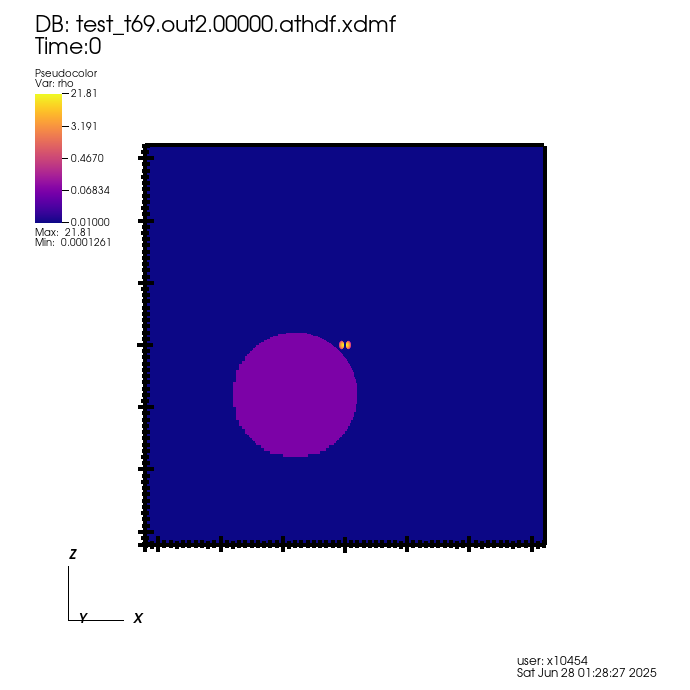 DB: test_t69.out2.00000.athdf.xdmf
Time:0
Pseudocolor
Var: rho
21.81
3.191
0.4670
0.06834
0.01000
Max: 21.81
Min: 0.0001261
Z
Y
X
user: x10454
Sat Jun 28 01:28:27 2025